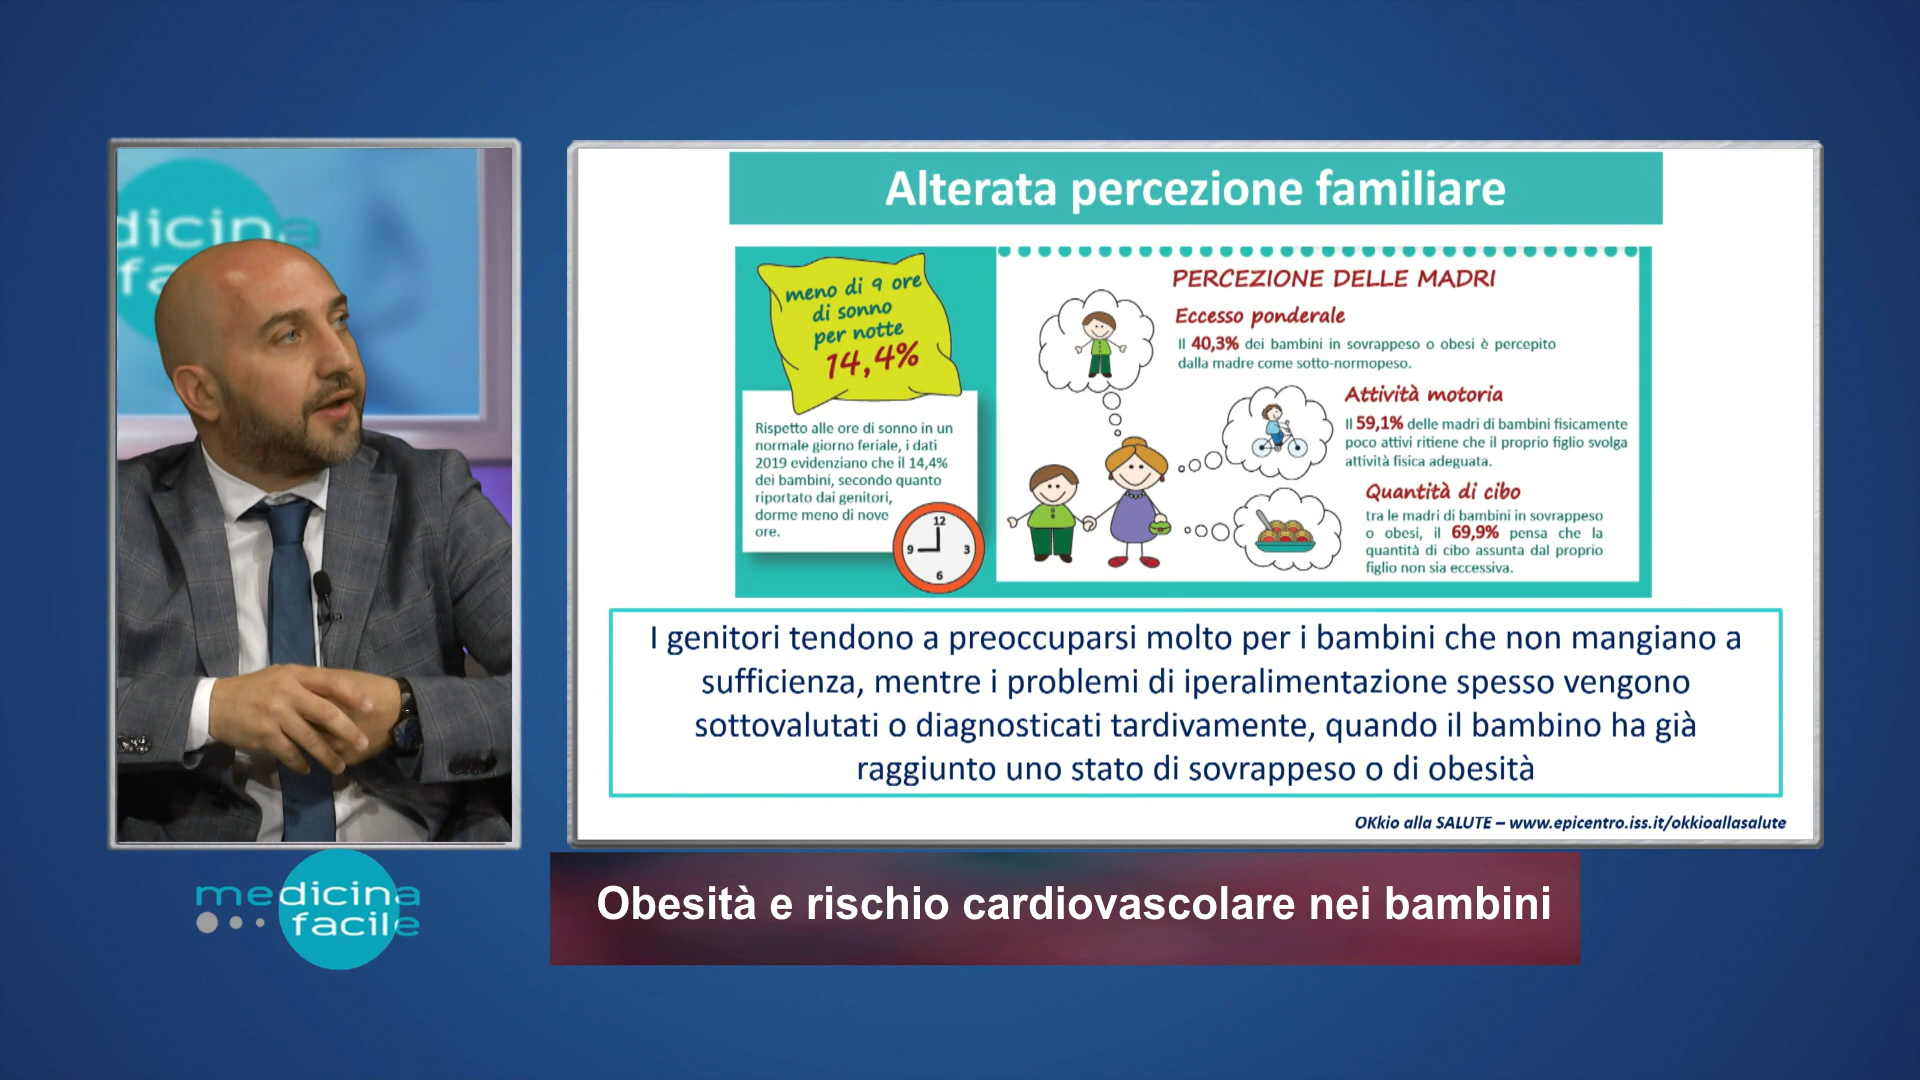 dicina
fa
Alterata percezione familiare
meno di 9 ore
di sonno
per notte
14,4%
Rispetto alle ore di sonno in un
normale giorno feriale, i dati
2019 evidenziano che il 14,4%
dei bambini, secondo quanto
riportato dai genitori,
dorme meno di nove
ore.
12
9
3
6
PERCEZIONE DELLE MADRI
Eccesso ponderale
Il 40,3% dei bambini in sovrappeso o obesi è percepito
dalla madre come sotto-normopeso.
Attività motoria
Il 59,1% delle madri di bambini fisicamente
poco attivi ritiene che il proprio figlio svolga
attività fisica adeguata.
Quantità di cibo
tra le madri di bambini in sovrappeso
o obesi, il 69,9% pensa che la
quantità di cibo assunta dal proprio
figlio non sia eccessiva.
I genitori tendono a preoccuparsi molto per i bambini che non mangiano a
sufficienza, mentre i problemi di iperalimentazione spesso vengono
sottovalutati o diagnosticati tardivamente, quando il bambino ha già
raggiunto uno stato di sovrappeso o di obesità
OKkio alla SALUTE – www.epicentro.iss.it/okkioallasalute
medicina
facile
Obesità e rischio cardiovascolare nei bambini